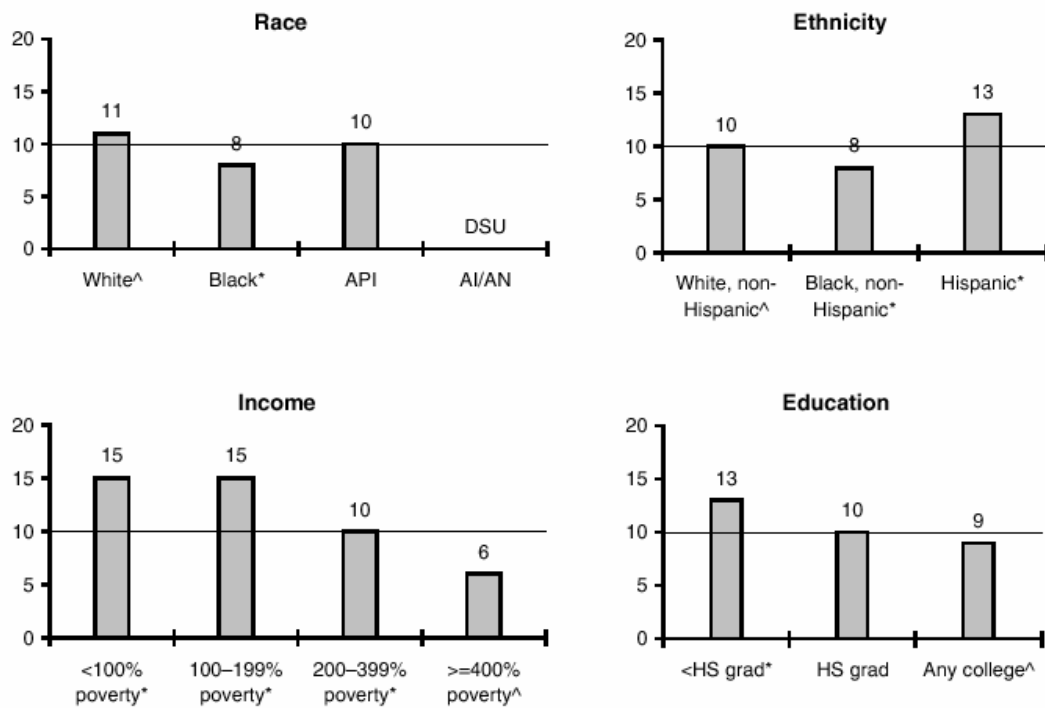 Race
20
15
10
5
0
11
8
10
DSU
White^
Black*
API
AI/AN
Ethnicity
20
15
10
5
0
10
8
13
White, non-
Hispanic^
Black, non-
Hispanic*
Hispanic*
Income
20
15
10
5
0
15
15
10
6
<100%
poverty*
100–199%
poverty*
200–399%
poverty*
>=400%
poverty^
Education
20
15
10
5
0
13
10
9
<HS grad*
HS grad
Any college^